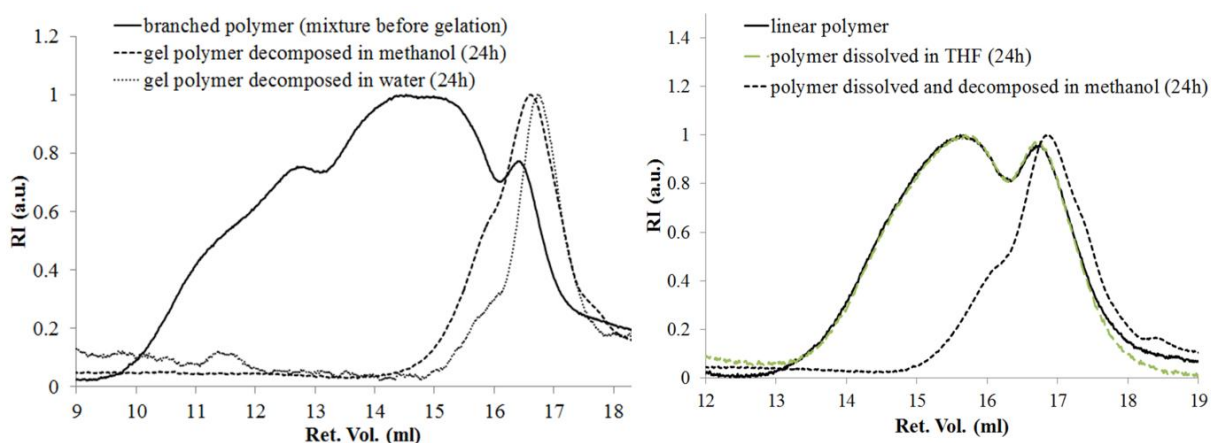 branched polymer (mixture before gelation)
gel polymer decomposed in methanol (24h)
gel polymer decomposed in water (24h)
1.2
1
0.8
0.6
0.4
0.2
0
RI (a.u.)
9 10 11 12 13 14 15 16 17 18
Ret. Vol. (ml)
linear polymer
polymer dissolved in THF (24h)
polymer dissolved and decomposed in methanol (24h)
1.4
1.2
1
0.8
0.6
0.4
0.2
0
RI (a.u.)
12 13 14 15 16 17 18 19
Ret. Vol. (ml)